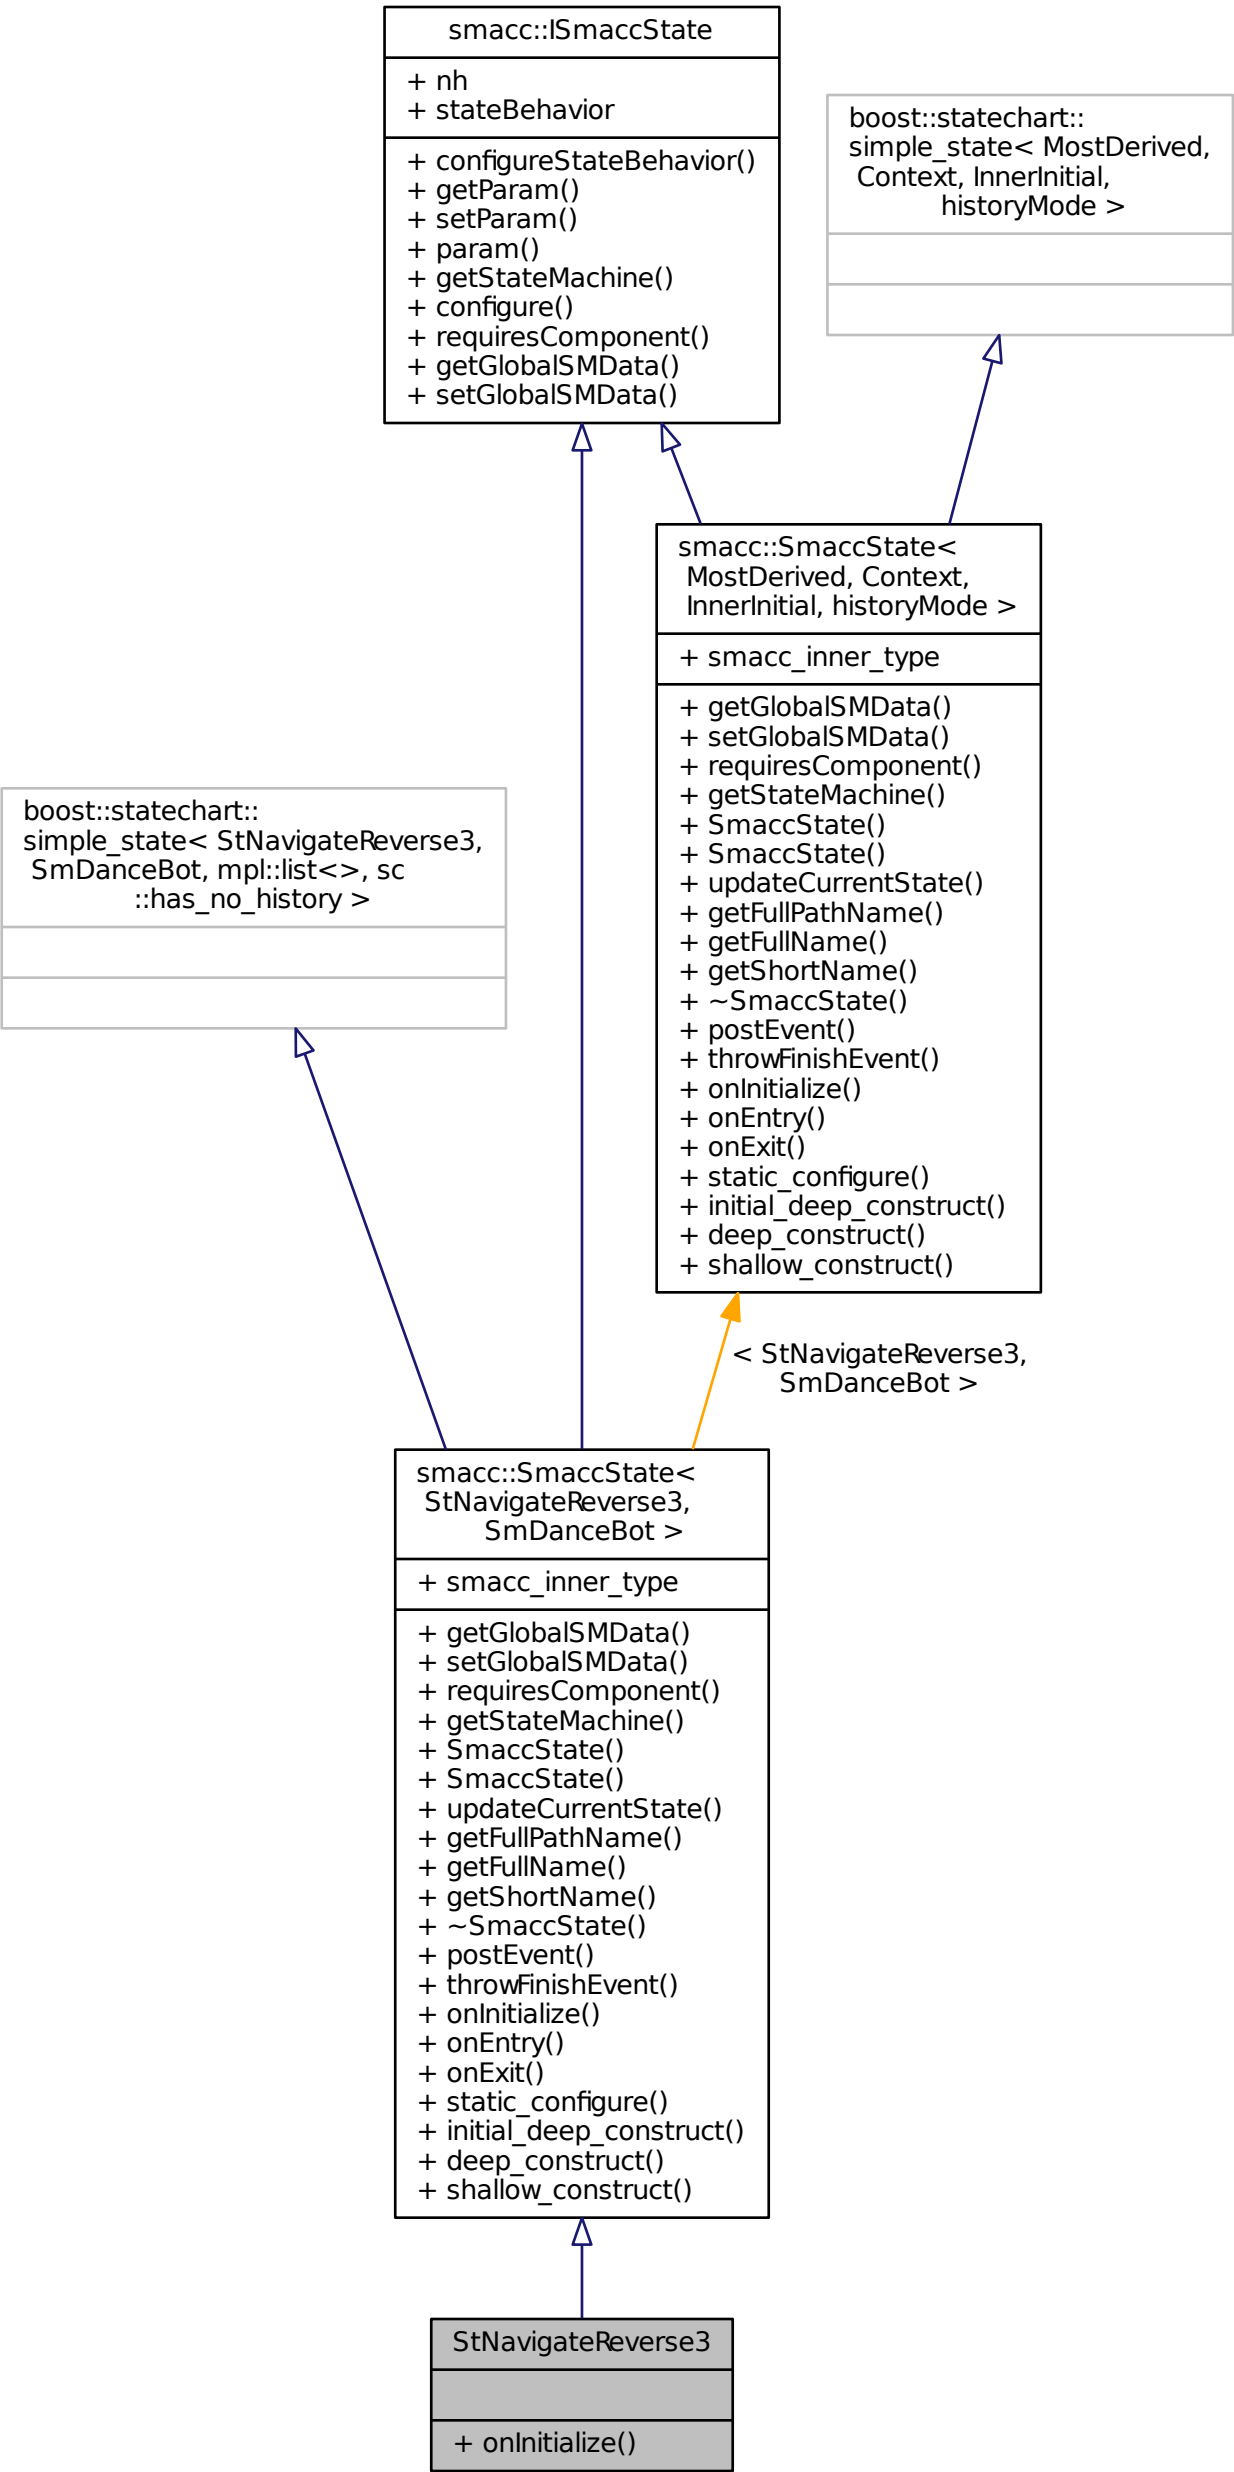 smacc::ISmaccState
+ nh
+ stateBehavior
+ configureStateBehavior()
+ getParam()
+ setParam()
+ param()
+ getStateMachine()
+ configure()
+ requiresComponent()
+ getGlobalSMData()
+ setGlobalSMData()
boost::statechart::
simple_state< MostDerived,
Context, InnerInitial,
historyMode >
smacc::SmaccState<
MostDerived, Context,
InnerInitial, historyMode >
+ smacc_inner_type
+ getGlobalSMData()
+ setGlobalSMData()
+ requiresComponent()
+ getStateMachine()
+ SmaccState()
+ SmaccState()
+ updateCurrentState()
+ getFullPathName()
+ getFullName()
+ getShortName()
+ ~SmaccState()
+ postEvent()
+ throwFinishEvent()
+ onInitialize()
+ onEntry()
+ onExit()
+ static_configure()
+ initial_deep_construct()
+ deep_construct()
+ shallow_construct()
boost::statechart::
simple_state< StNavigateReverse3,
SmDanceBot, mpl::list<>, sc
::has_no_history >
< StNavigateReverse3,
SmDanceBot >
smacc::SmaccState<
StNavigateReverse3,
SmDanceBot >
+ smacc_inner_type
+ getGlobalSMData()
+ setGlobalSMData()
+ requiresComponent()
+ getStateMachine()
+ SmaccState()
+ SmaccState()
+ updateCurrentState()
+ getFullPathName()
+ getFullName()
+ getShortName()
+ ~SmaccState()
+ postEvent()
+ throwFinishEvent()
+ onInitialize()
+ onEntry()
+ onExit()
+ static_configure()
+ initial_deep_construct()
+ deep_construct()
+ shallow_construct()
StNavigateReverse3
+ onInitialize()